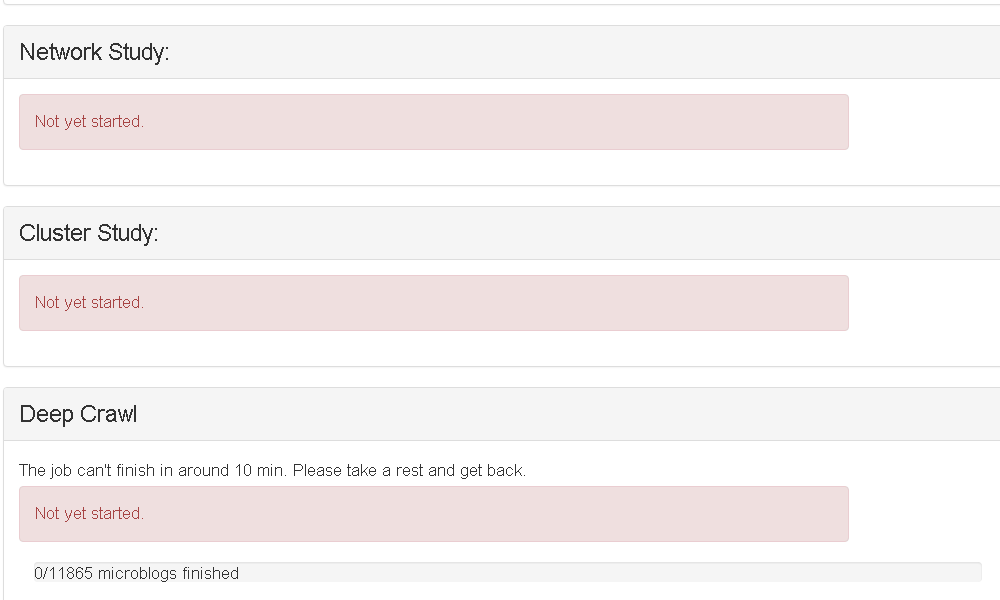 Network Study:
Not yet started.
Cluster Study:
Not yet started.
Deep Crawl
The job can't finish in around 10 min. Please take a rest and get back.
Not yet started.
0/11865 microblogs finished